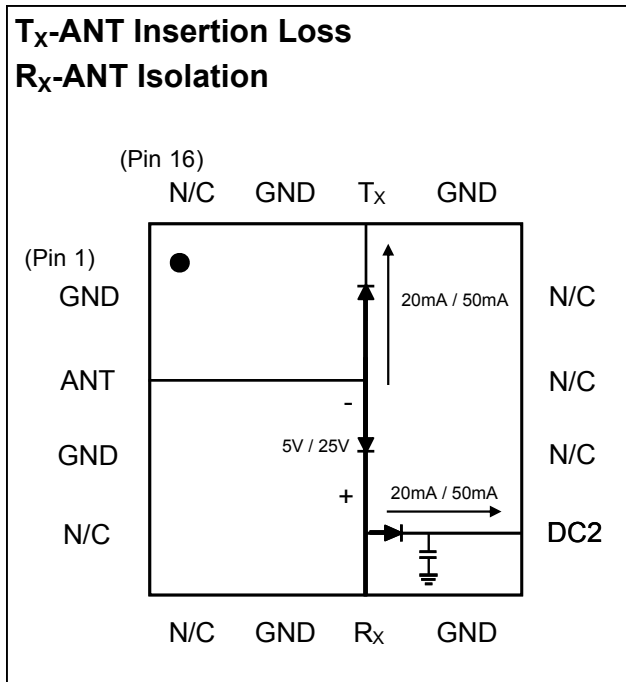 Tx-ANT Insertion Loss
Rx-ANT Isolation
(Pin 16)
N/C GND Tx GND
(Pin 1)
GND 20mA / 50mA N/C
ANT N/C
-
GND 5V / 25V N/C
+ 20mA / 50mA
N/C DC2
N/C GND Rx GND